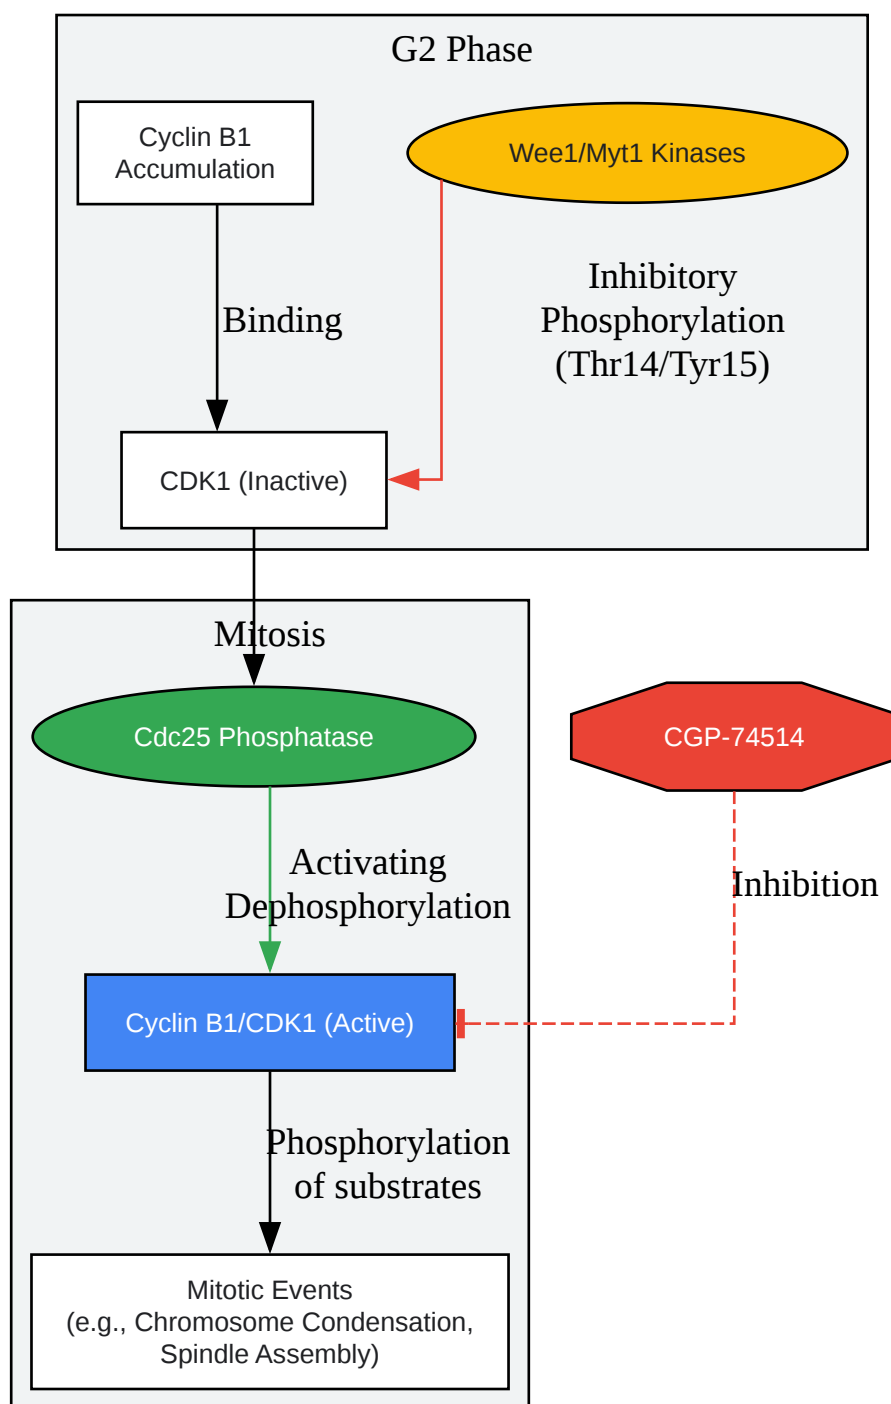 G2 Phase
Cyclin B1
Accumulation
Wee1/Myt1 Kinases
Binding
Inhibitory
Phosphorylation
(Thr14/Tyr15)
CDK1 (Inactive)
Mitosis
Cdc25 Phosphatase
CGP-74514
Activating
Dephosphorylation
Inhibition
Cyclin B1/CDK1 (Active)
Phosphorylation
of substrates
Mitotic Events
(e.g., Chromosome Condensation,
Spindle Assembly)